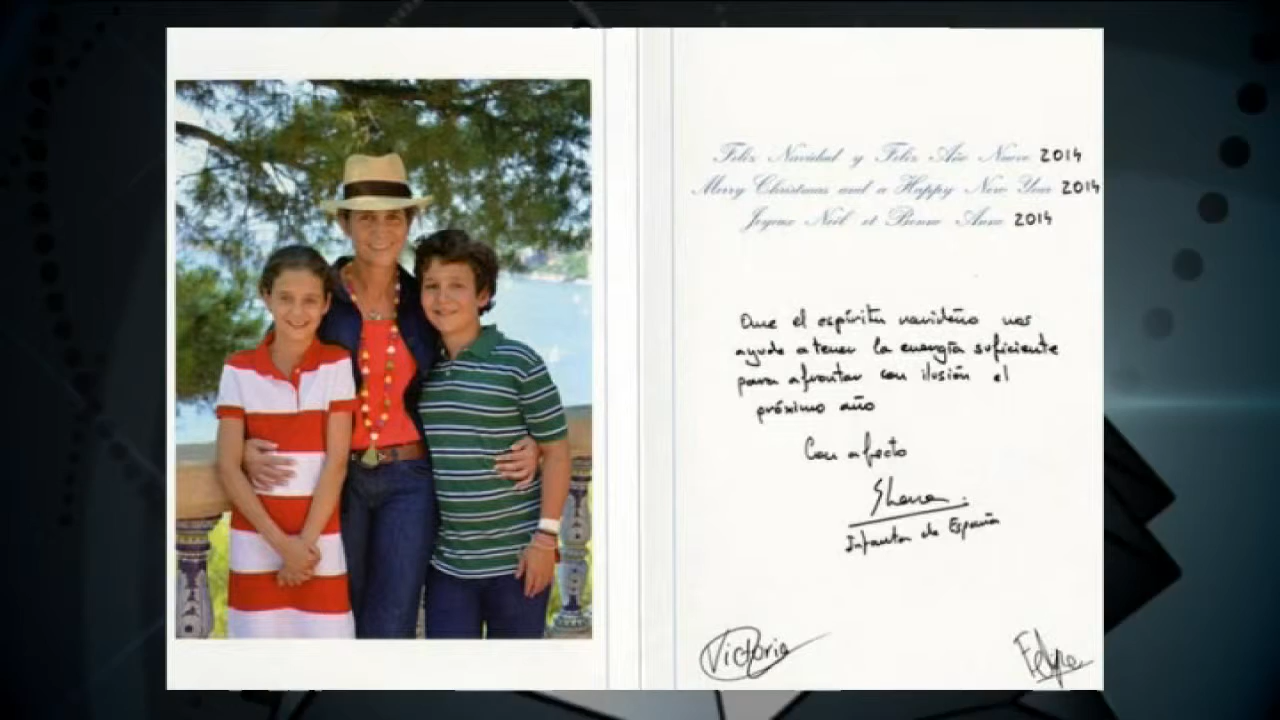 Feliz Navidad y Feliz Año Nuevo 2014
Merry Christmas and a Happy New Year 2014
Joyeux Noël et Bonne Année 2014
Que el espíritu navideño nos
ayude a tener la energía suficiente
para afrontar con ilusión el
próximo año
Con afecto
Elena
Infanta de España
Victoria
Felipe